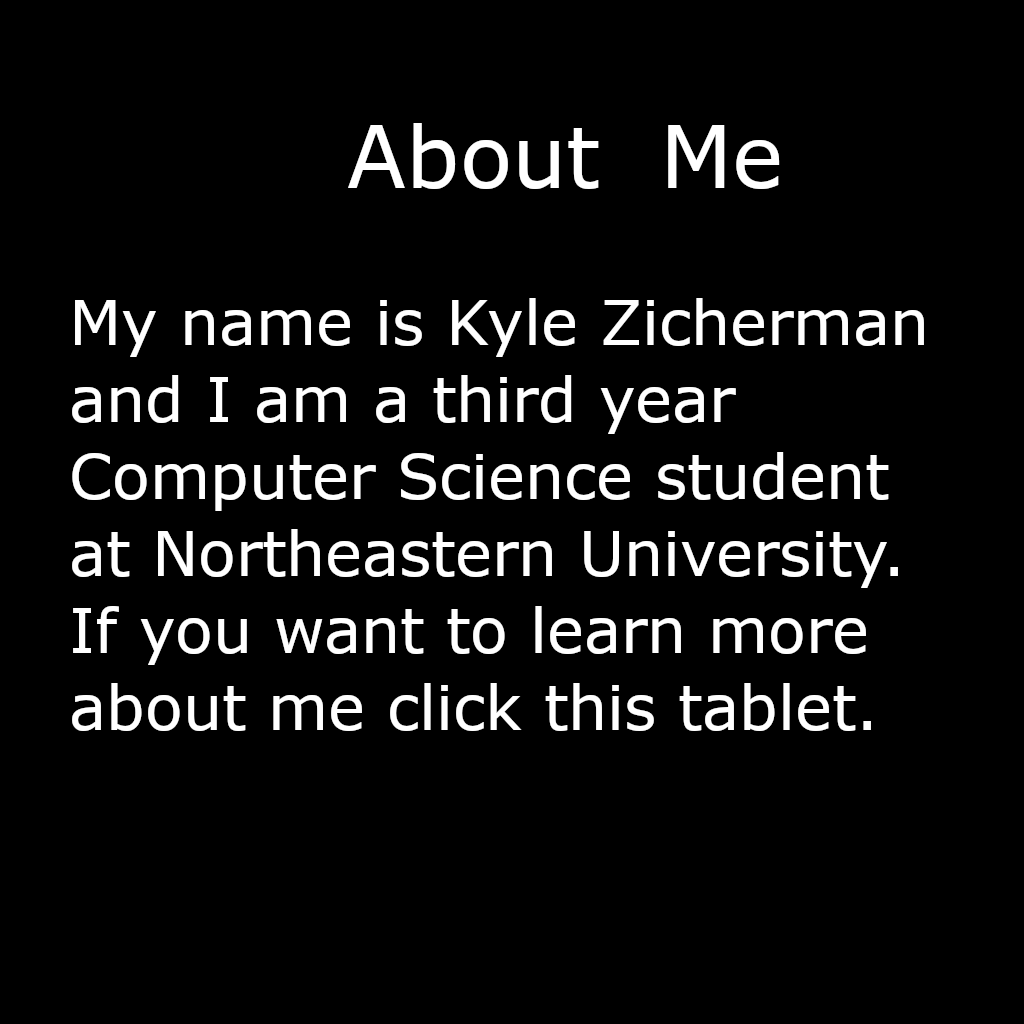 About  Me
My name is Kyle Zicherman
and I am a third year
Computer Science student
at Northeastern University.
If you want to learn more
about me click this tablet.